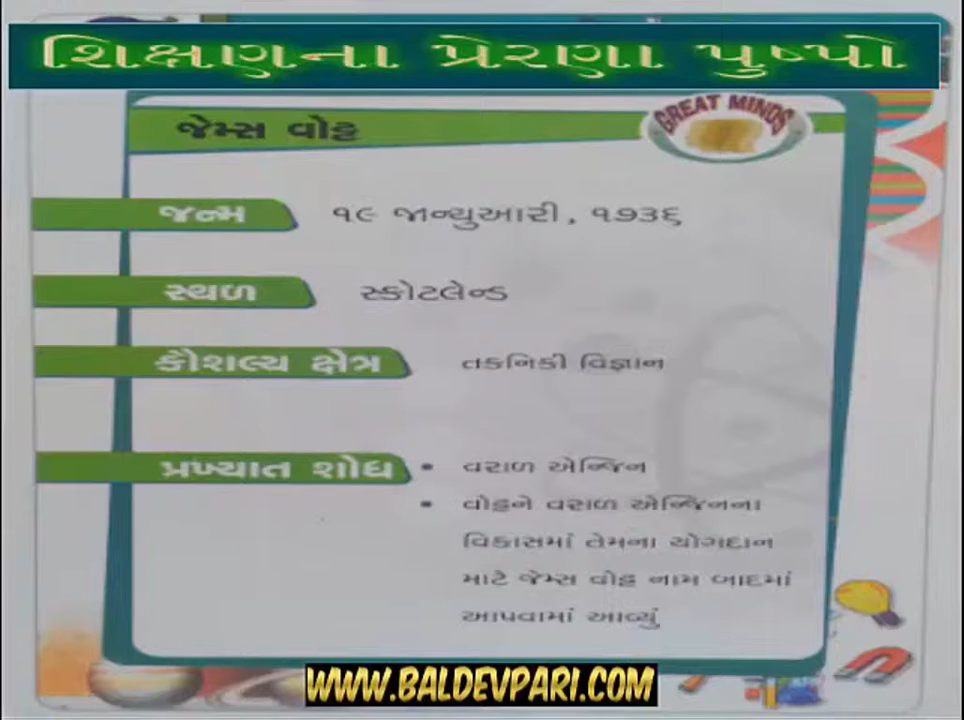 શિક્ષણના પ્રેરણા પુષ્પો
GREAT MINDS
જેમ્સ વોટ્ટ
જન્મ ૧૯ જાન્યુઆરી, ૧૭૩૬
સ્થળ સ્કોટલેન્ડ
કૌશલ્ય ક્ષેત્ર તકનિકી વિજ્ઞાન
પ્રખ્યાત શોધ • વરાળ એન્જિન
• વોટ્ટને વરાળ એન્જિનના
વિકાસમાં તેમના યોગદાન
માટે જેમ્સ વોટ્ટ નામ બાદમાં
આપવામાં આવ્યું
WWW.BALDEVPARI.COM